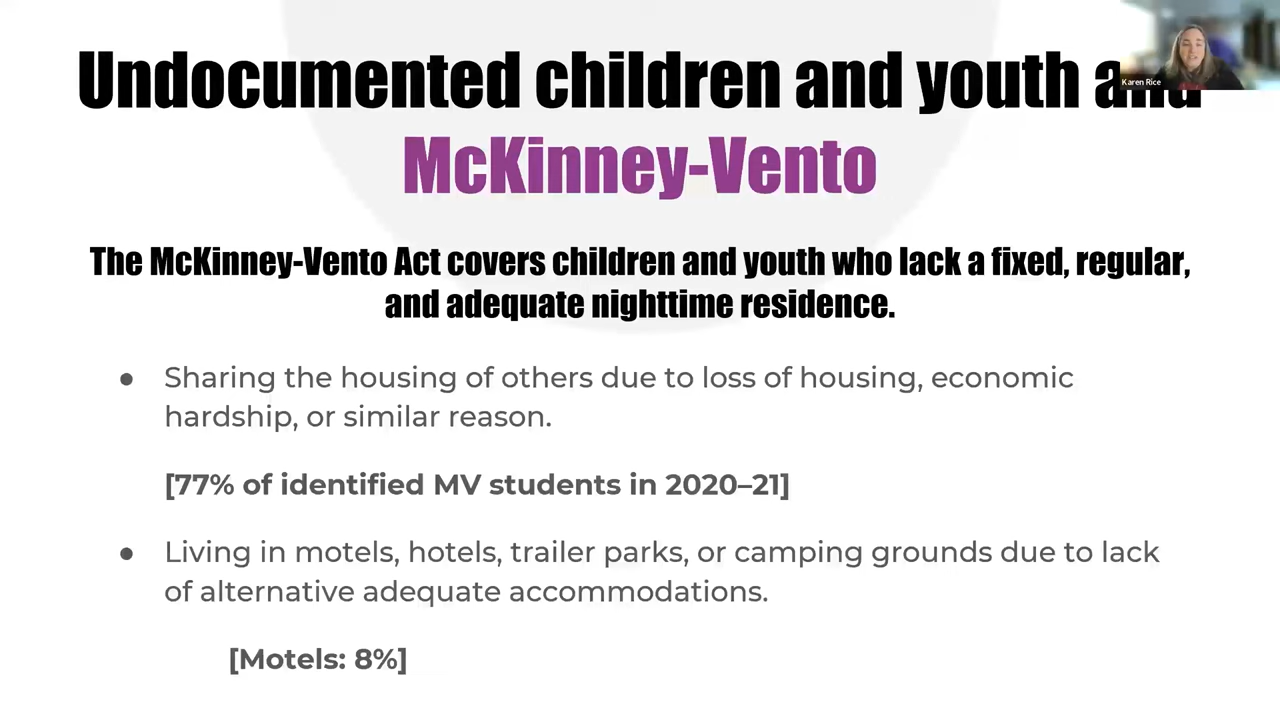 Undocumented children and youth and
Karen Rice
McKinney-Vento
The McKinney-Vento Act covers children and youth who lack a fixed, regular,
and adequate nighttime residence.
● Sharing the housing of others due to loss of housing, economic
hardship, or similar reason.
[77% of identified MV students in 2020–21]
● Living in motels, hotels, trailer parks, or camping grounds due to lack
of alternative adequate accommodations.
[Motels: 8%]